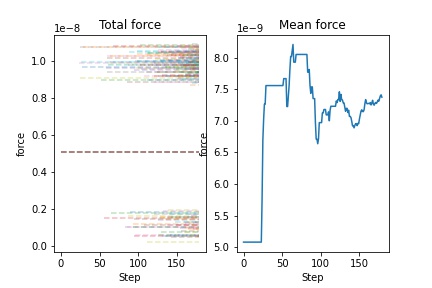 Total force
Mean force
1e−8
1e−9
1.0
0.8
0.6
0.4
0.2
0.0
force
0 50 100 150
Step
8.0
7.5
7.0
6.5
6.0
5.5
5.0
force
0 50 100 150
Step